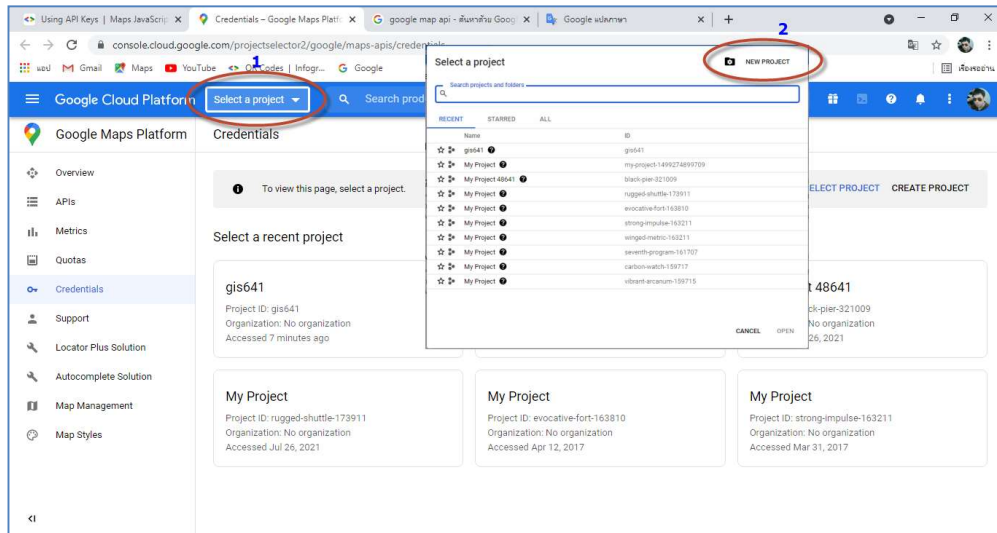 Using API Keys | Maps JavaScrip
Credentials – Google Maps Platfo
google map api - ค้นหาด้วย Goog
Google แปลภาษา
2
console.cloud.google.com/projectselector2/google/maps-apis/credentials
1
แอป
Gmail
Maps
YouTube
QR Codes | Infogr...
Google
Google Cloud Platform
Select a project
Search prod
Select a project
NEW PROJECT
Search projects and folders
RECENT STARRED ALL
Name ID
gis641 gis641
My Project my-project-1499274899709
My Project 48641 black-pier-321009
My Project rugged-shuttle-173911
My Project evocative-fort-163810
My Project strong-impulse-163211
My Project winged-metric-163211
My Project seventh-program-161707
My Project carbon-watch-159717
My Project vibrant-arcanum-159715
CANCEL OPEN
Google Maps Platform
Overview
APIs
Metrics
Quotas
Credentials
Support
Locator Plus Solution
Autocomplete Solution
Map Management
Map Styles
Credentials
To view this page, select a project.
ELECT PROJECT CREATE PROJECT
Select a recent project
gis641
Project ID: gis641
Organization: No organization
Accessed 7 minutes ago
t 48641
ck-pier-321009
No organization
26, 2021
My Project
Project ID: rugged-shuttle-173911
Organization: No organization
Accessed Jul 26, 2021
My Project
Project ID: evocative-fort-163810
Organization: No organization
Accessed Apr 12, 2017
My Project
Project ID: strong-impulse-163211
Organization: No organization
Accessed Mar 31, 2017